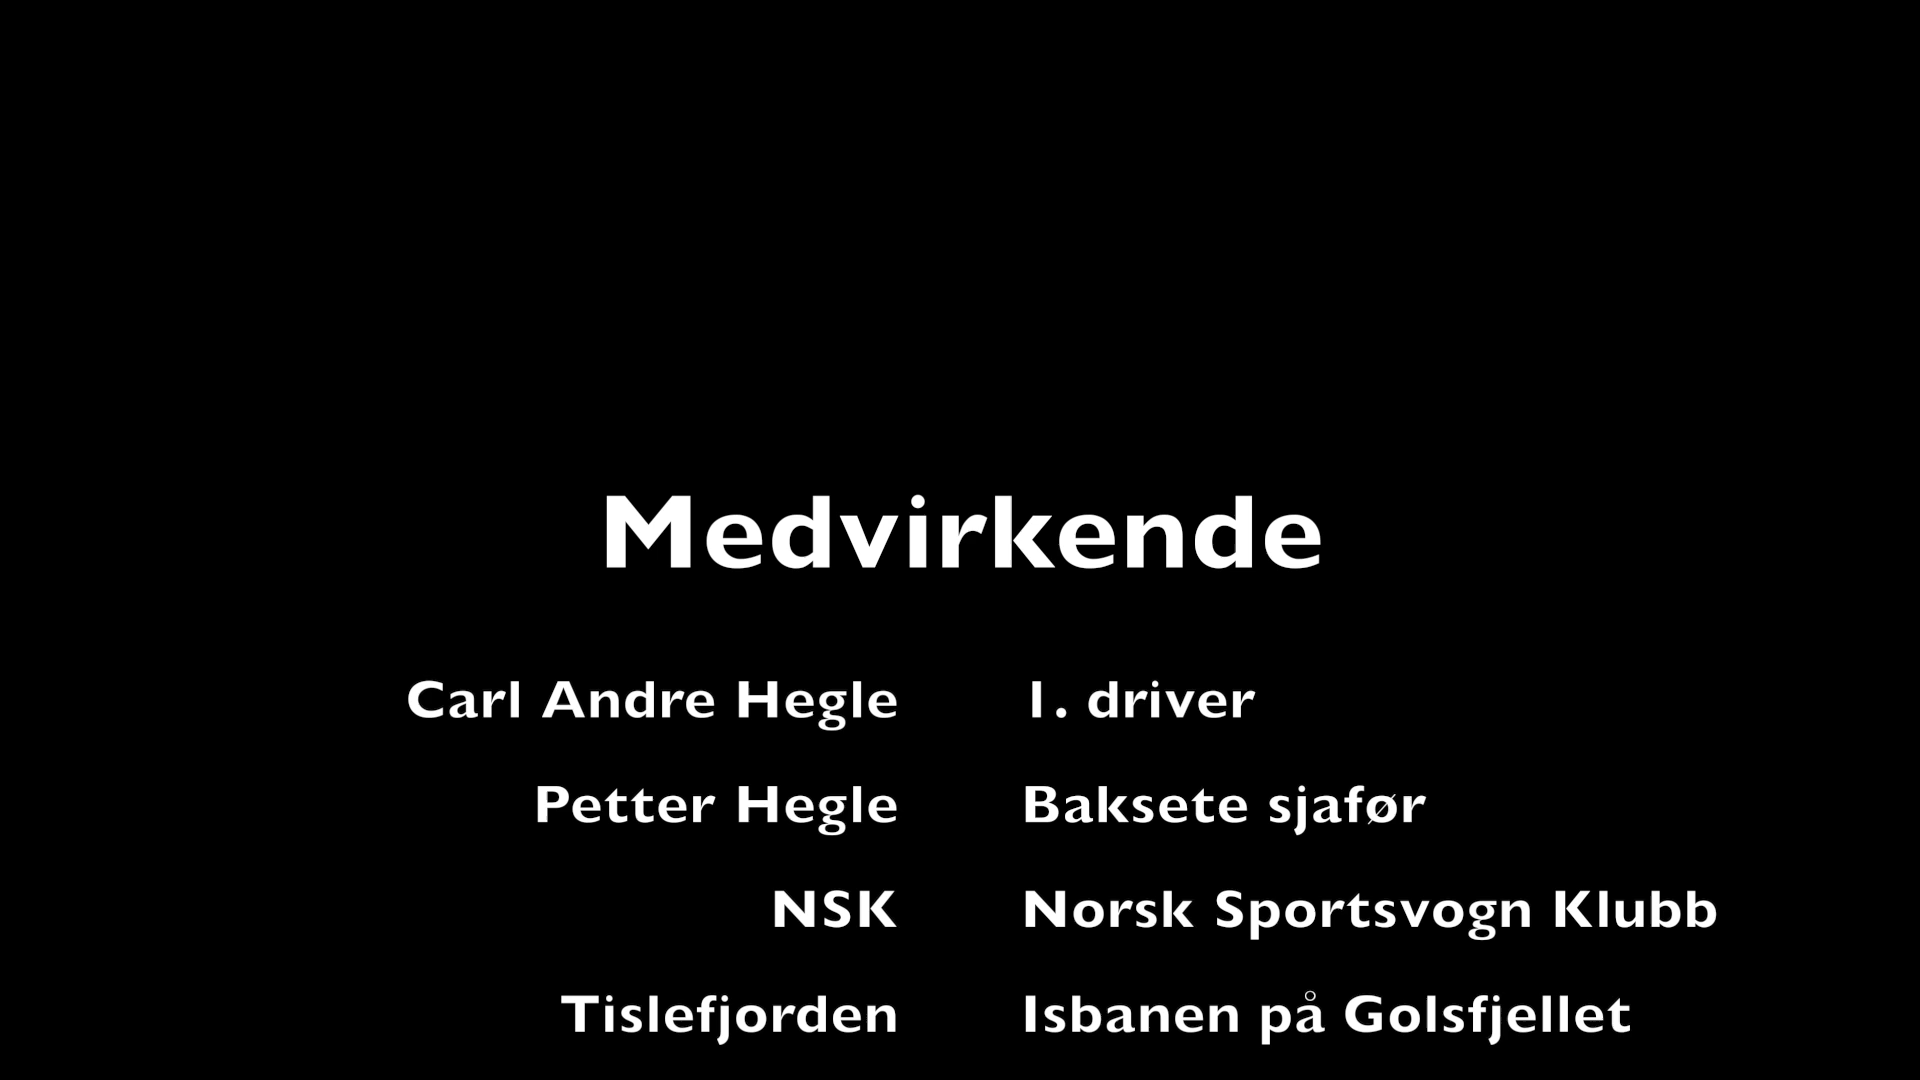 Medvirkende
Carl Andre Hegle 1. driver
Petter Hegle Baksete sjafør
NSK Norsk Sportsvogn Klubb
Tislefjorden Isbanen på Golsfjellet